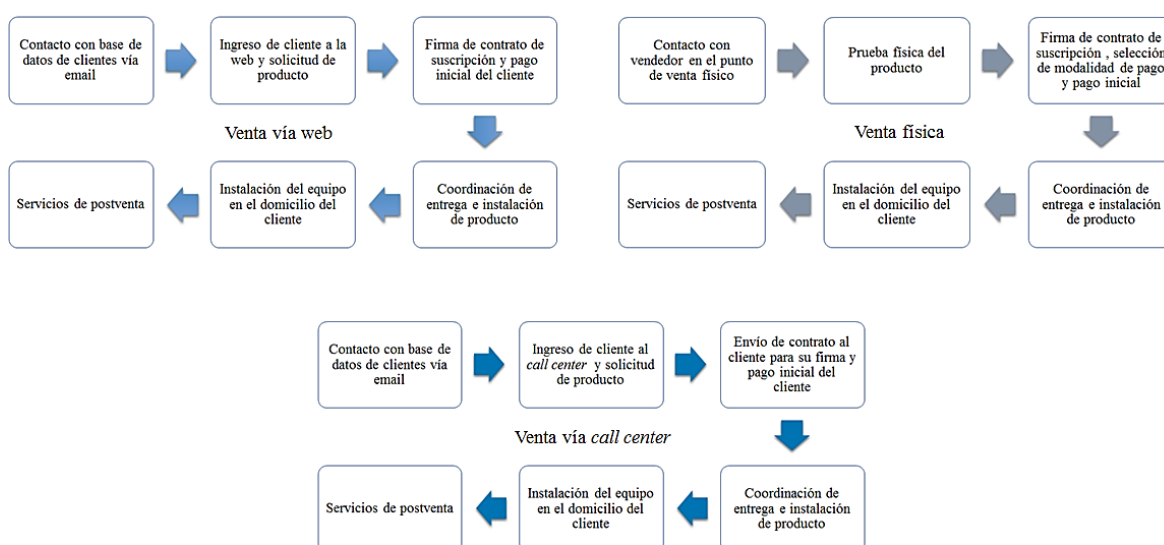 Contacto con base de
datos de clientes vía
email
Ingreso de cliente a la
web y solicitud de
producto
Firma de contrato de
suscripción y pago
inicial del cliente
Venta vía web
Servicios de postventa
Instalación del equipo
en el domicilio del
cliente
Coordinación de
entrega e instalación
de producto
Contacto con
vendedor en el punto
de venta físico
Prueba física del
producto
Firma de contrato de
suscripción , selección
de modalidad de pago
y pago inicial
Venta física
Servicios de postventa
Instalación del equipo
en el domicilio del
cliente
Coordinación de
entrega e instalación
de producto
Contacto con base de
datos de clientes vía
email
Ingreso de cliente al
call center y solicitud
de producto
Envío de contrato al
cliente para su firma y
pago inicial del
cliente
Venta vía call center
Servicios de postventa
Instalación del equipo
en el domicilio del
cliente
Coordinación de
entrega e instalación
de producto